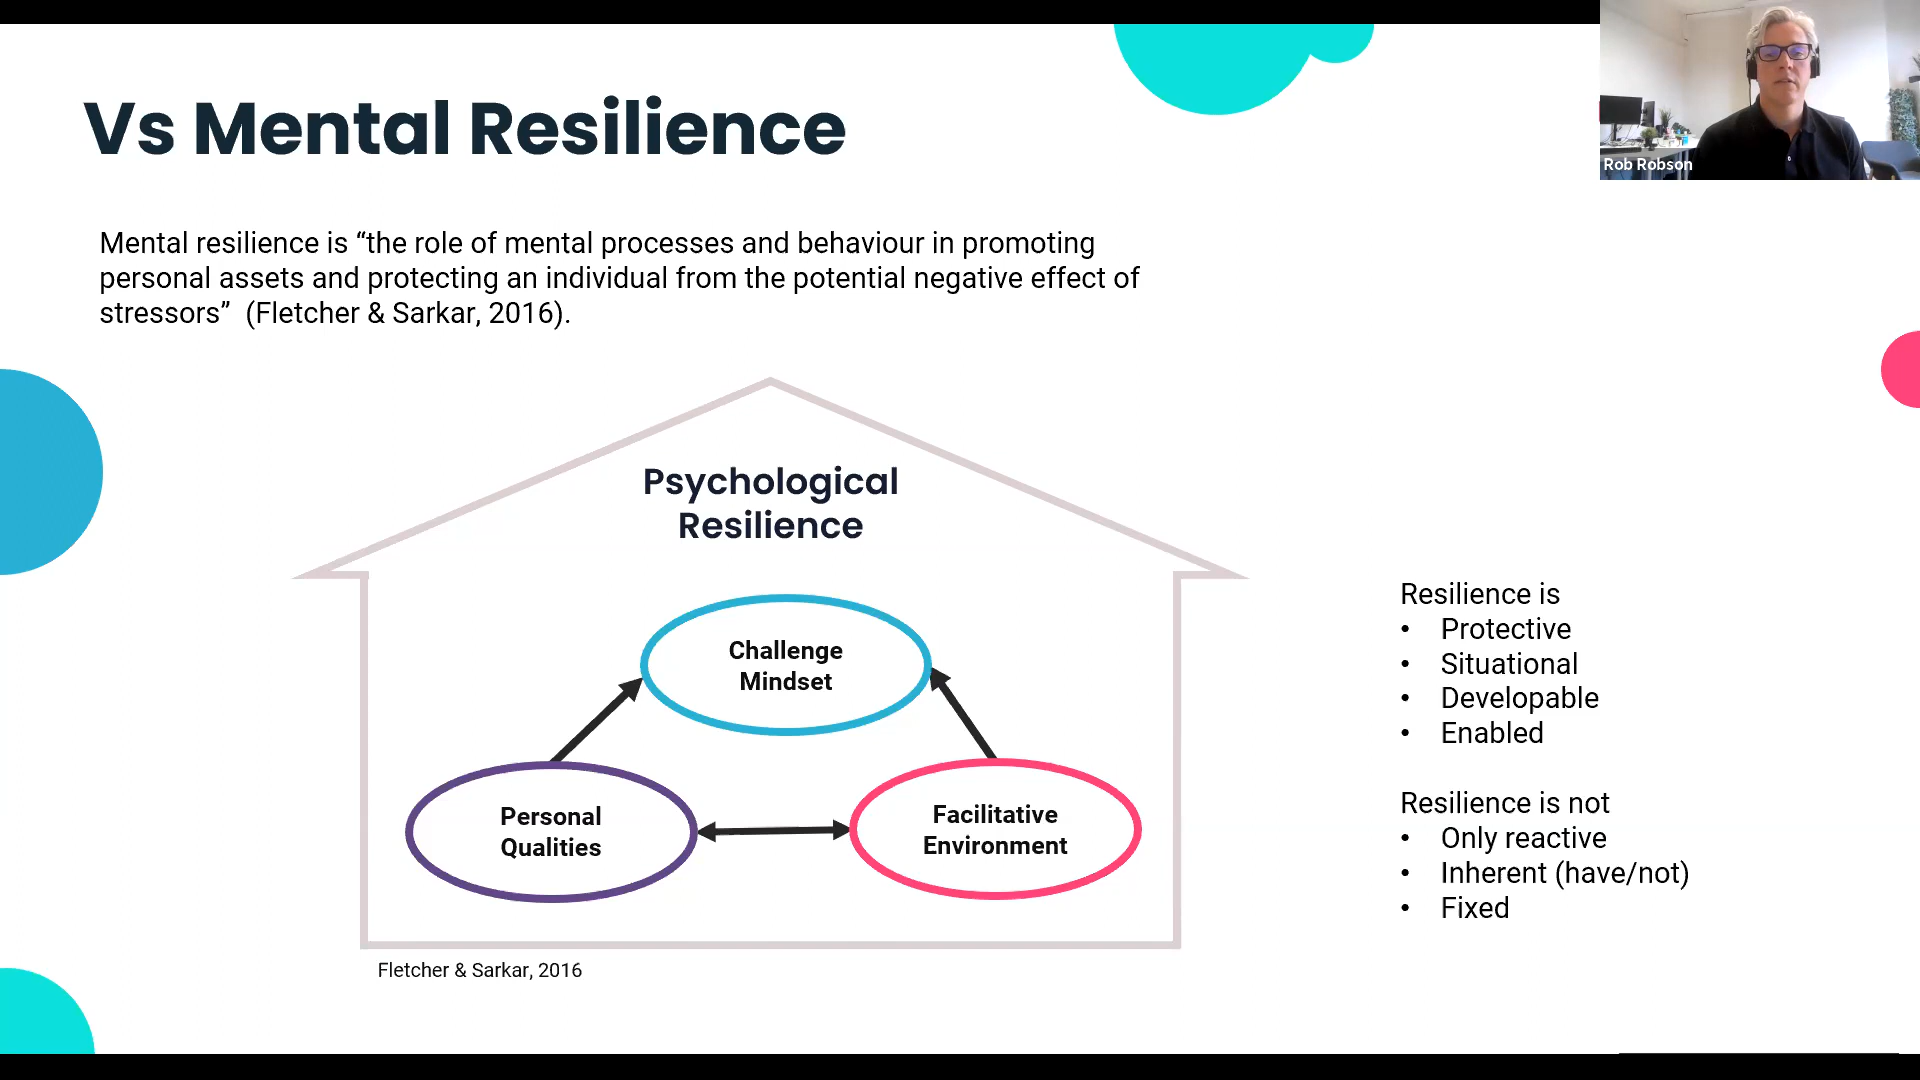 Vs Mental Resilience
Rob Robson
Mental resilience is “the role of mental processes and behaviour in promoting
personal assets and protecting an individual from the potential negative effect of
stressors”  (Fletcher & Sarkar, 2016).
Psychological
Resilience
Challenge
Mindset
Personal
Qualities
Facilitative
Environment
Fletcher & Sarkar, 2016
Resilience is
• Protective
• Situational
• Developable
• Enabled
Resilience is not
• Only reactive
• Inherent (have/not)
• Fixed